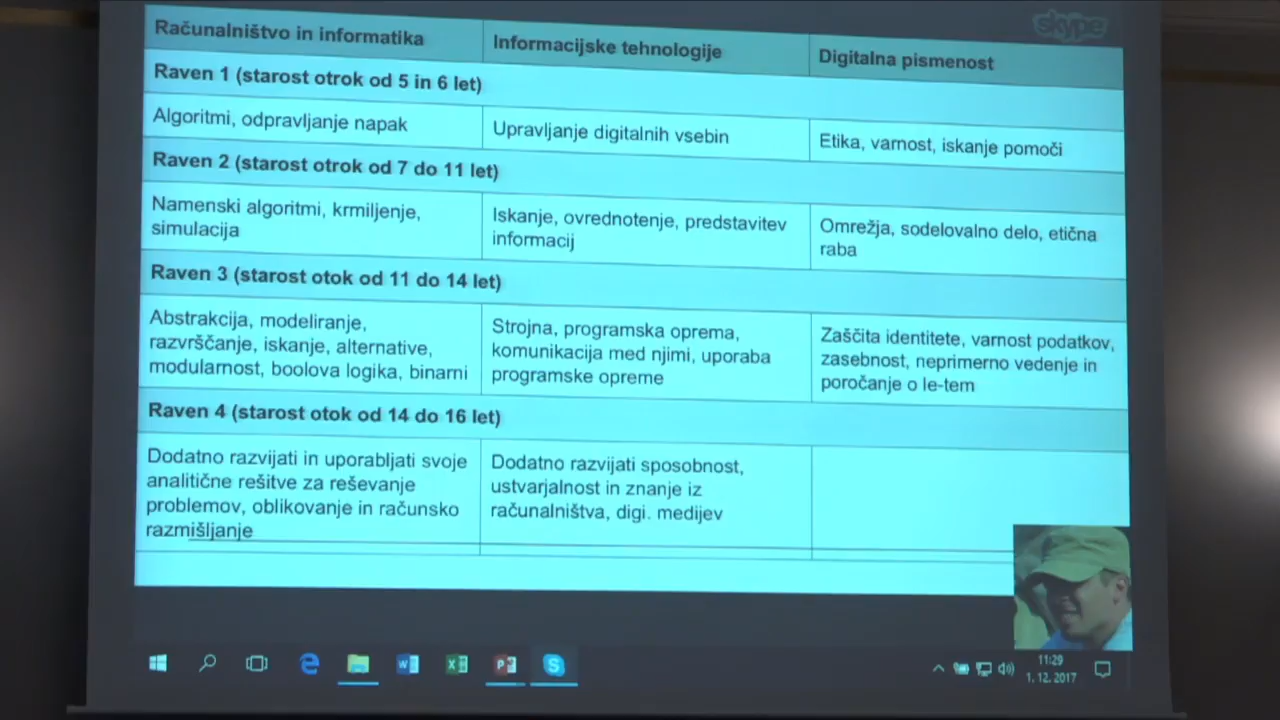 skype
Računalništvo in informatika
Informacijske tehnologije
Digitalna pismenost
Raven 1 (starost otrok od 5 in 6 let)
Algoritmi, odpravljanje napak
Upravljanje digitalnih vsebin
Etika, varnost, iskanje pomoči
Raven 2 (starost otrok od 7 do 11 let)
Namenski algoritmi, krmiljenje,
simulacija
Iskanje, ovrednotenje, predstavitev
informacij
Omrežja, sodelovalno delo, etična
raba
Raven 3 (starost otok od 11 do 14 let)
Abstrakcija, modeliranje,
razvrščanje, iskanje, alternative,
modularnost, boolova logika, binarni
Strojna, programska oprema,
komunikacija med njimi, uporaba
programske opreme
Zaščita identitete, varnost podatkov,
zasebnost, neprimerno vedenje in
poročanje o le-tem
Raven 4 (starost otok od 14 do 16 let)
Dodatno razvijati in uporabljati svoje
analitične rešitve za reševanje
problemov, oblikovanje in računsko
razmišljanje
Dodatno razvijati sposobnost,
ustvarjalnost in znanje iz
računalništva, digi. medijev
11:29
1. 12. 2017